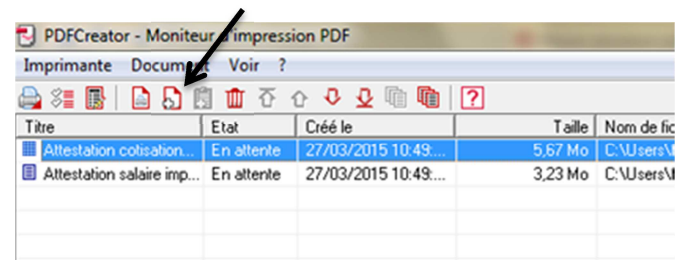 PDFCreator - Moniteur d'impression PDF
Imprimante Document Voir ?
?
Titre Etat Créé le Taille Nom de fic
Attestation cotisation... En attente 27/03/2015 10:49:... 5,67 Mo C:\Users\
Attestation salaire imp... En attente 27/03/2015 10:49:... 3,23 Mo C:\Users\